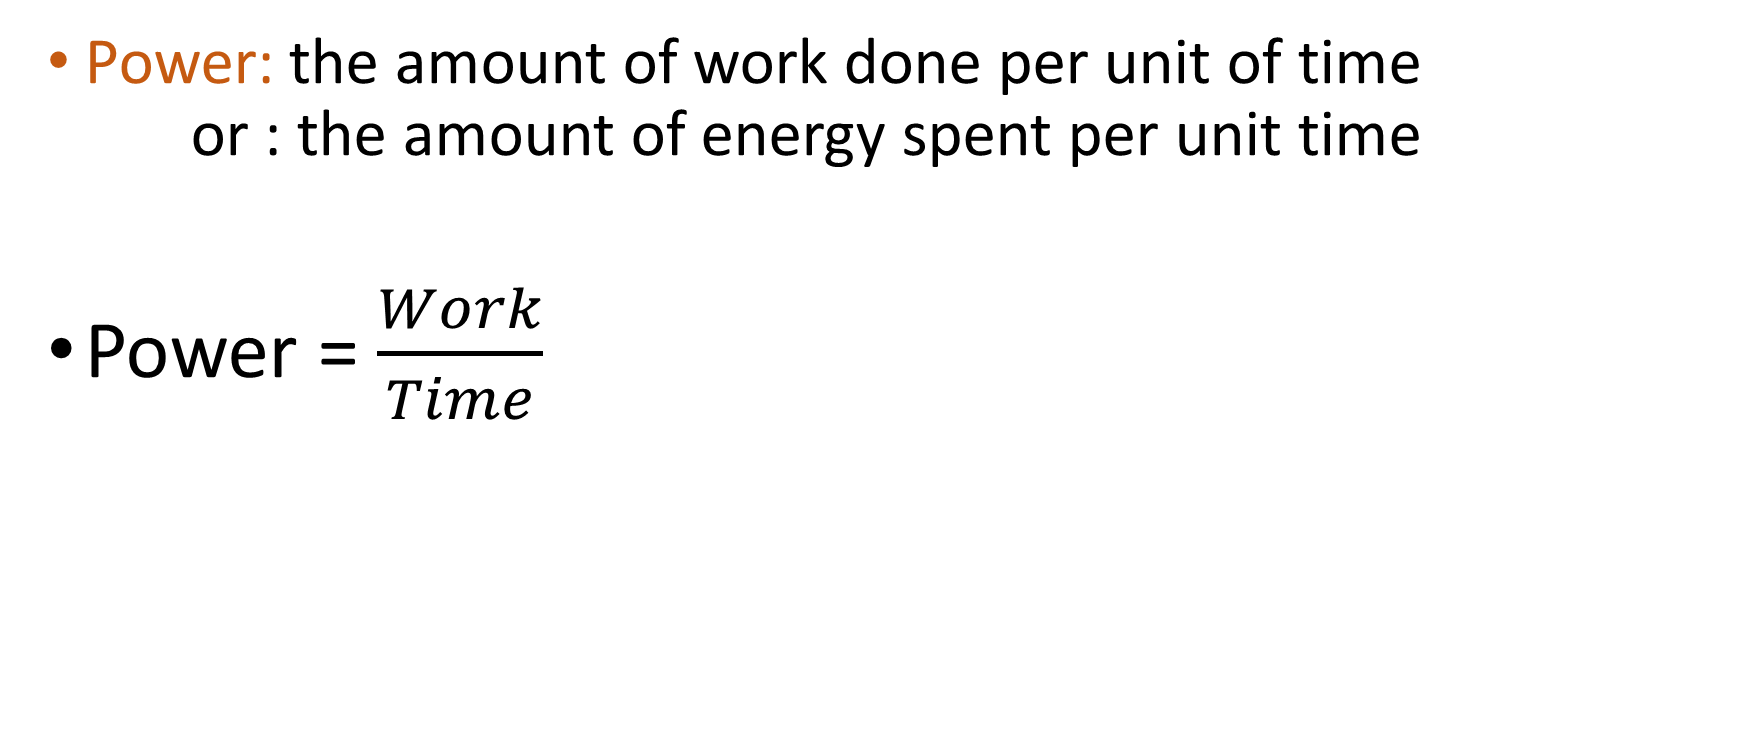 • Power: the amount of work done per unit of time
or : the amount of energy spent per unit time
• Power = Work / Time